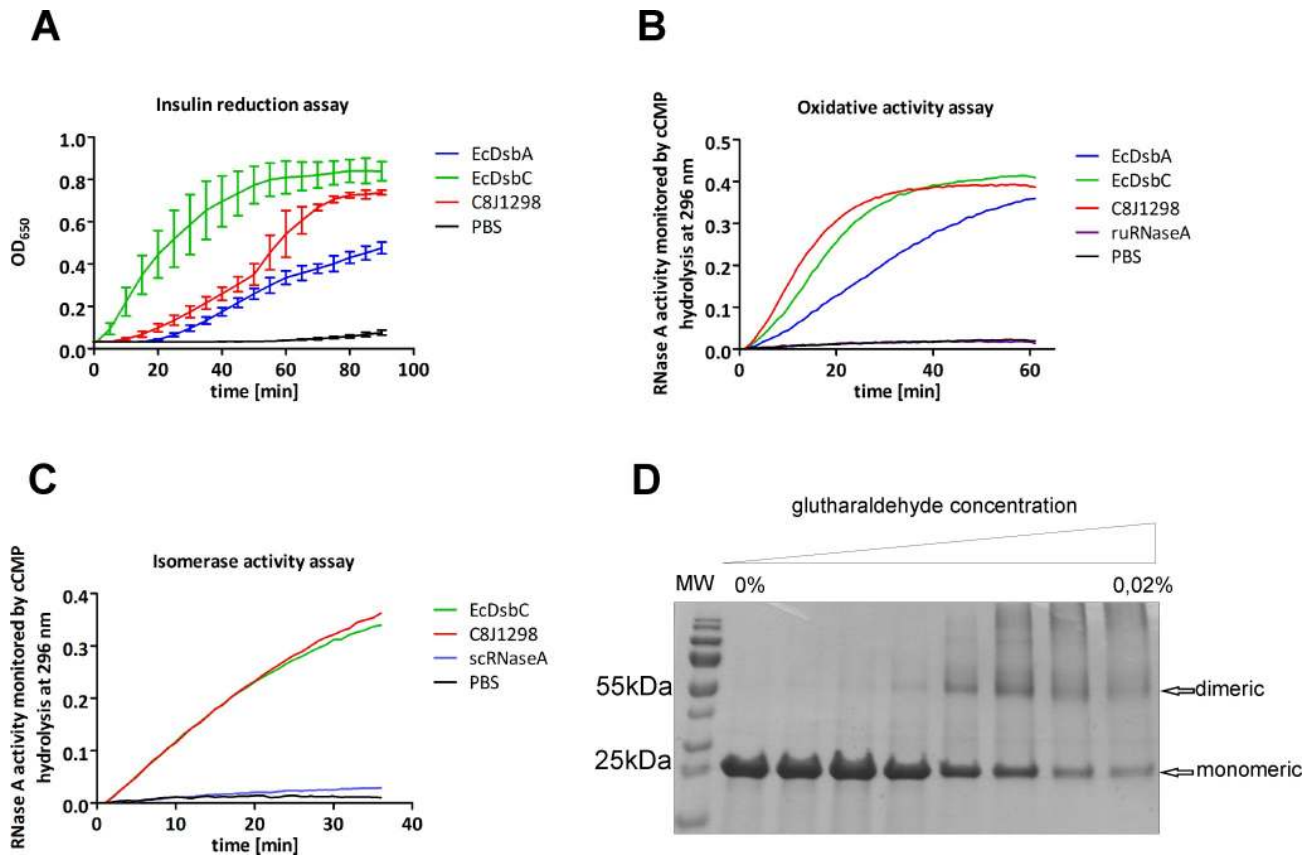 A
Insulin reduction assay
OD650
1.0
0.8
0.6
0.4
0.2
0.0
0
20
40
60
80
100
time [min]
EcDsbA
EcDsbC
C8J1298
PBS
B
Oxidative activity assay
RNase A activity monitored by cCMP
hydrolysis at 296 nm
0.5
0.4
0.3
0.2
0.1
0.0
0
20
40
60
time [min]
EcDsbA
EcDsbC
C8J1298
ruRNaseA
PBS
C
Isomerase activity assay
RNase A activity monitored by cCMP
hydrolysis at 296 nm
0.4
0.3
0.2
0.1
0.0
0
10
20
30
40
time [min]
EcDsbC
C8J1298
scRNaseA
PBS
D
glutharaldehyde concentration
MW
0%
0,02%
55kDa
25kDa
dimeric
monomeric